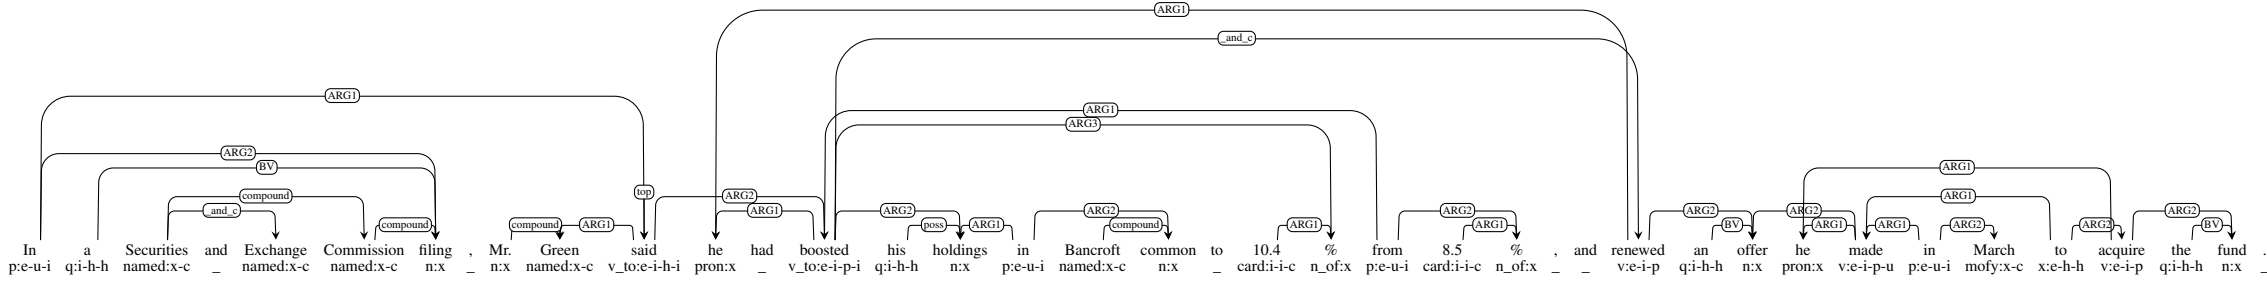 ARG1
_and_c
ARG1
ARG1
ARG3
ARG2 ARG1
BV
compound top ARG2 ARG1
_and_c ARG1 ARG2 ARG2 ARG2 ARG2 ARG2
compound compound ARG1 poss ARG1 compound ARG1 ARG1 BV ARG1 ARG1 ARG2 ARG2 BV
In a Securities and Exchange Commission filing , Mr. Green said he had boosted his holdings in Bancroft common to 10.4 % from 8.5 % , and renewed an offer he made in March to acquire the fund .
p:e-u-i q:i-h-h named:x-c _ named:x-c named:x-c n:x _ n:x named:x-c v_to:e-i-h-i pron:x _ v_to:e-i-p-i q:i-h-h n:x p:e-u-i named:x-c n:x _ card:i-i-c n_of:x p:e-u-i card:i-i-c n_of:x _ _ v:e-i-p q:i-h-h n:x pron:x v:e-i-p-u p:e-u-i mofy:x-c x:e-h-h v:e-i-p q:i-h-h n:x _